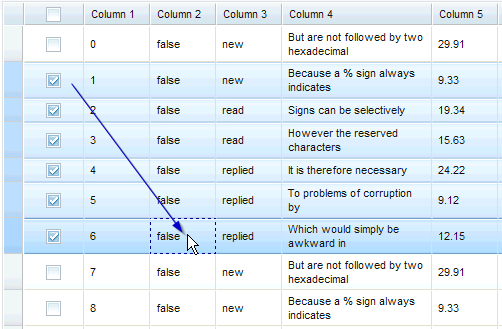 Column 1 Column 2 Column 3 Column 4 Column 5
0 false new But are not followed by two hexadecimal 29.91
1 false new Because a % sign always indicates 9.33
2 false read Signs can be selectively 19.34
3 false read However the reserved characters 15.63
4 false replied It is therefore necessary 24.22
5 false replied To problems of corruption by 9.12
6 false replied Which would simply be awkward in 12.15
7 false new But are not followed by two hexadecimal 29.91
8 false new Because a % sign always indicates 9.33